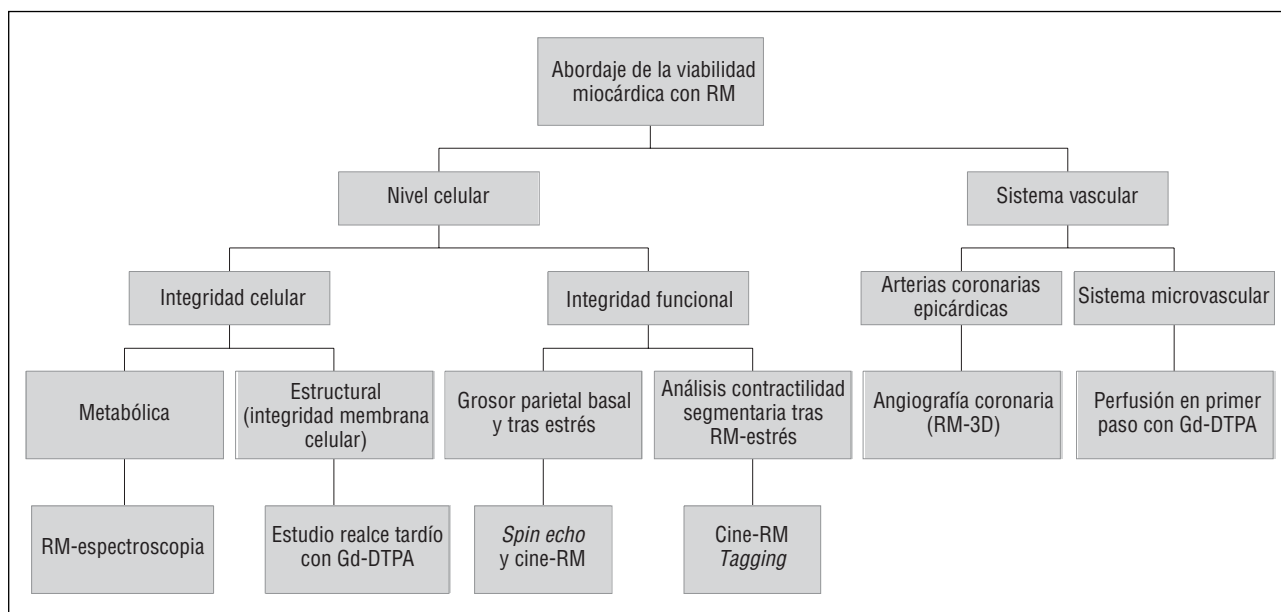 Abordaje de la viabilidad
miocárdica con RM
Nivel celular
Sistema vascular
Integridad celular
Integridad funcional
Arterias coronarias
epicárdicas
Sistema microvascular
Metabólica
Estructural
(integridad membrana
celular)
Grosor parietal basal
y tras estrés
Análisis contractilidad
segmentaria tras
RM-estrés
Angiografía coronaria
(RM-3D)
Perfusión en primer
paso con Gd-DTPA
RM-espectroscopia
Estudio realce tardío
con Gd-DTPA
Spin echo
y cine-RM
Cine-RM
Tagging